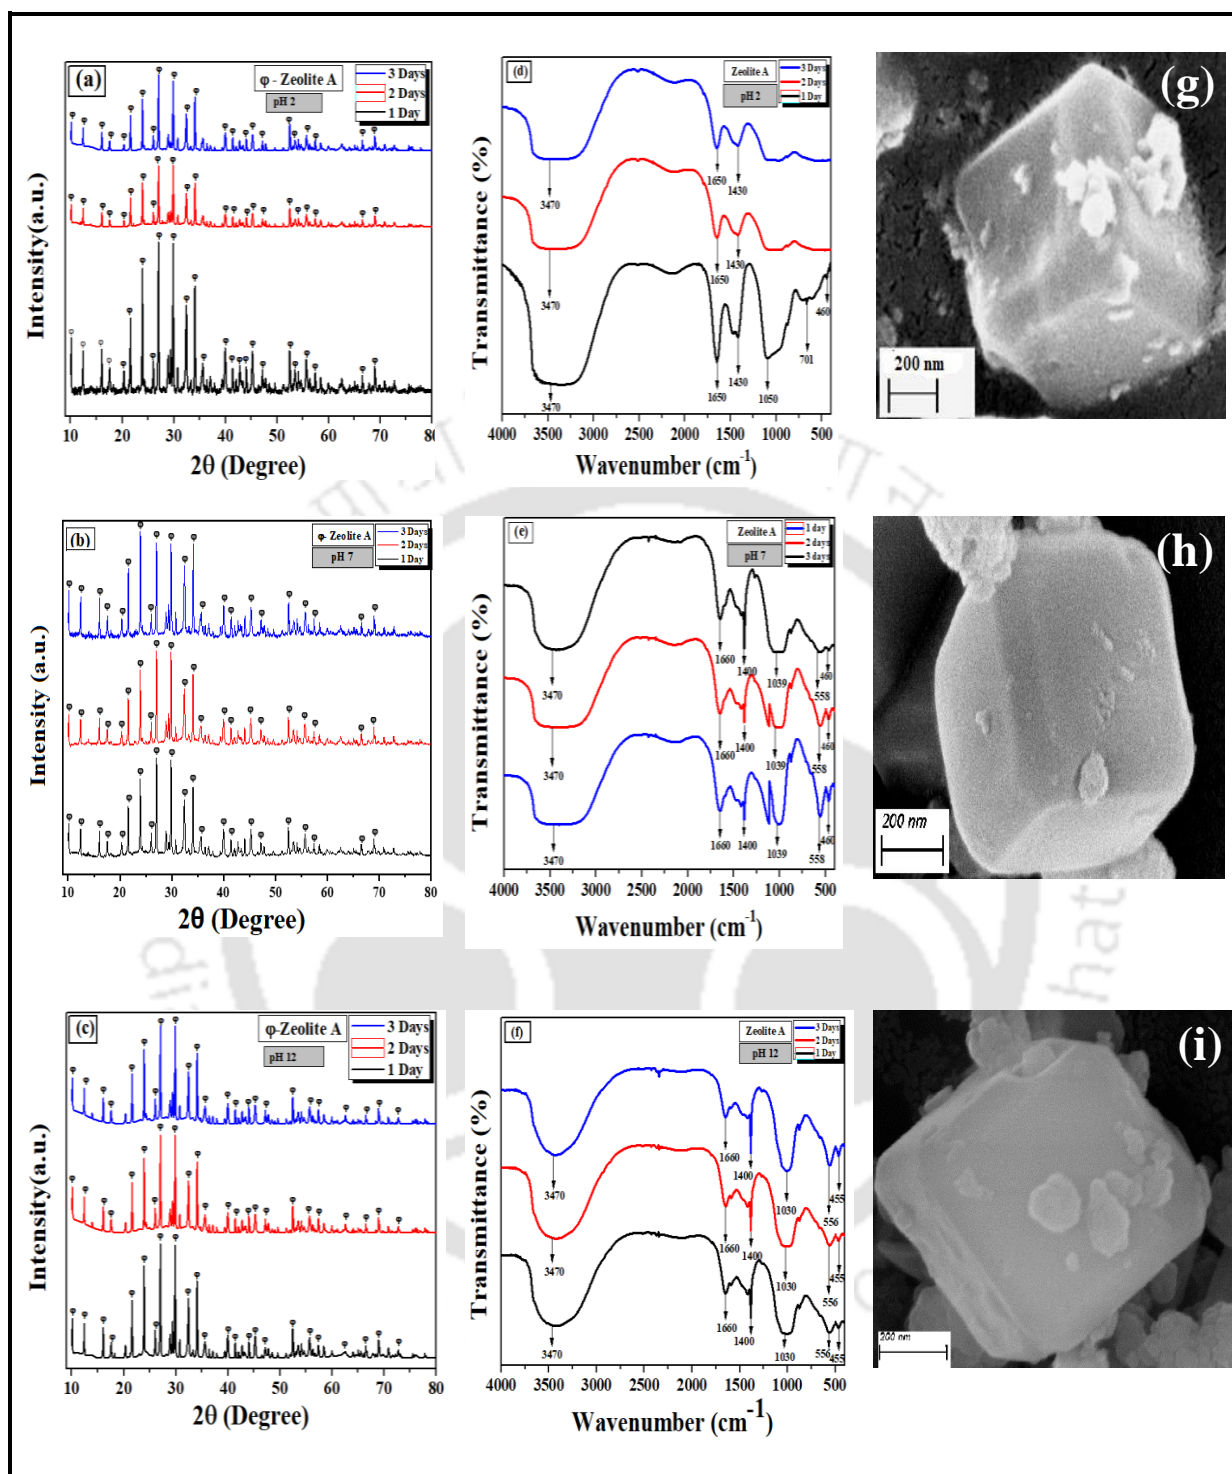 (a)
φ - Zeolite A
pH 2
3 Days
2 Days
1 Day
Intensity(a.u.)
10 20 30 40 50 60 70 80
2θ (Degree)
(d)
Zeolite A
pH 2
3 Days
2 Days
1 Day
Transmittance (%)
3470 1650 1430
3470 1650 1430
3470 1650 1430 1050 701 460
4000 3500 3000 2500 2000 1500 1000 500
Wavenumber (cm-1)
(g)
200 nm
(b)
φ- Zeolite A
pH 7
3 Days
2 Days
1 Day
Intensity (a.u.)
10 20 30 40 50 60 70 80
2θ (Degree)
(e)
Zeolite A
pH 7
1 day
2 days
3 days
Transmittance (%)
3470 1660 1400 1039 558 460
3470 1660 1400 1039 558 460
3470 1660 1400 1039 558 460
4000 3500 3000 2500 2000 1500 1000 500
Wavenumber (cm-1)
(h)
200 nm
(c)
φ-Zeolite A
pH 12
3 Days
2 Days
1 Day
Intensity(a.u.)
10 20 30 40 50 60 70 80
2θ (Degree)
(f)
Zeolite A
pH 12
3 Days
2 Days
1 Day
Transmittance (%)
3470 1660 1400 1030 556 455
3470 1660 1400 1030 556 455
3470 1660 1400 1030 556 455
4000 3500 3000 2500 2000 1500 1000 500
Wavenumber (cm-1)
(i)
200 nm